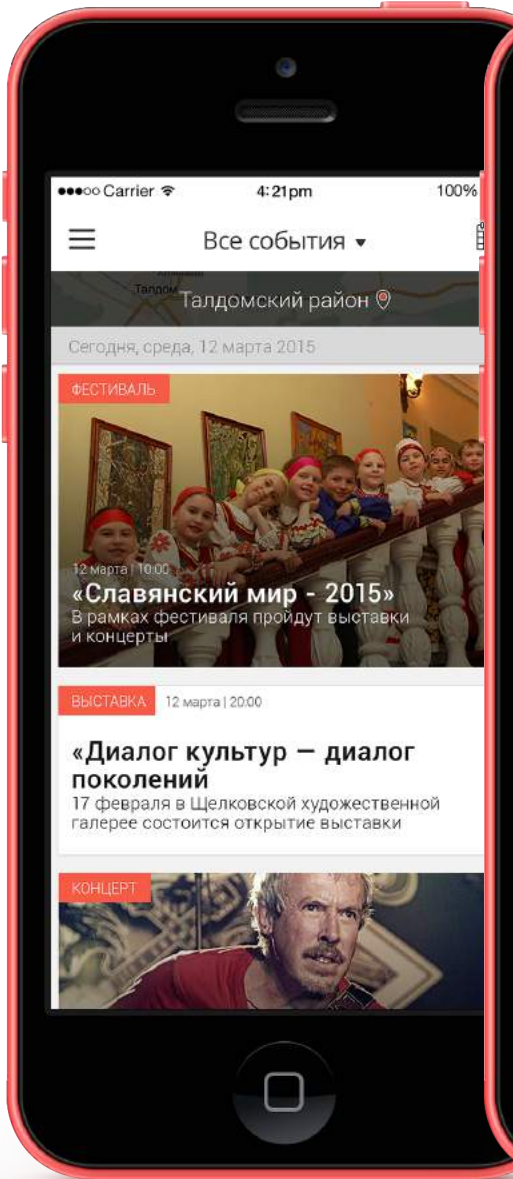 Carrier 4:21pm 100%
Все события
Талдом
Талдомский район
Сегодня, среда, 12 марта 2015
ФЕСТИВАЛЬ
12 марта | 10:00
«Славянский мир - 2015»
В рамках фестиваля пройдут выставки
и концерты
ВЫСТАВКА 12 марта | 20:00
«Диалог культур — диалог
поколений
17 февраля в Щелковской художественной
галерее состоится открытие выставки
КОНЦЕРТ